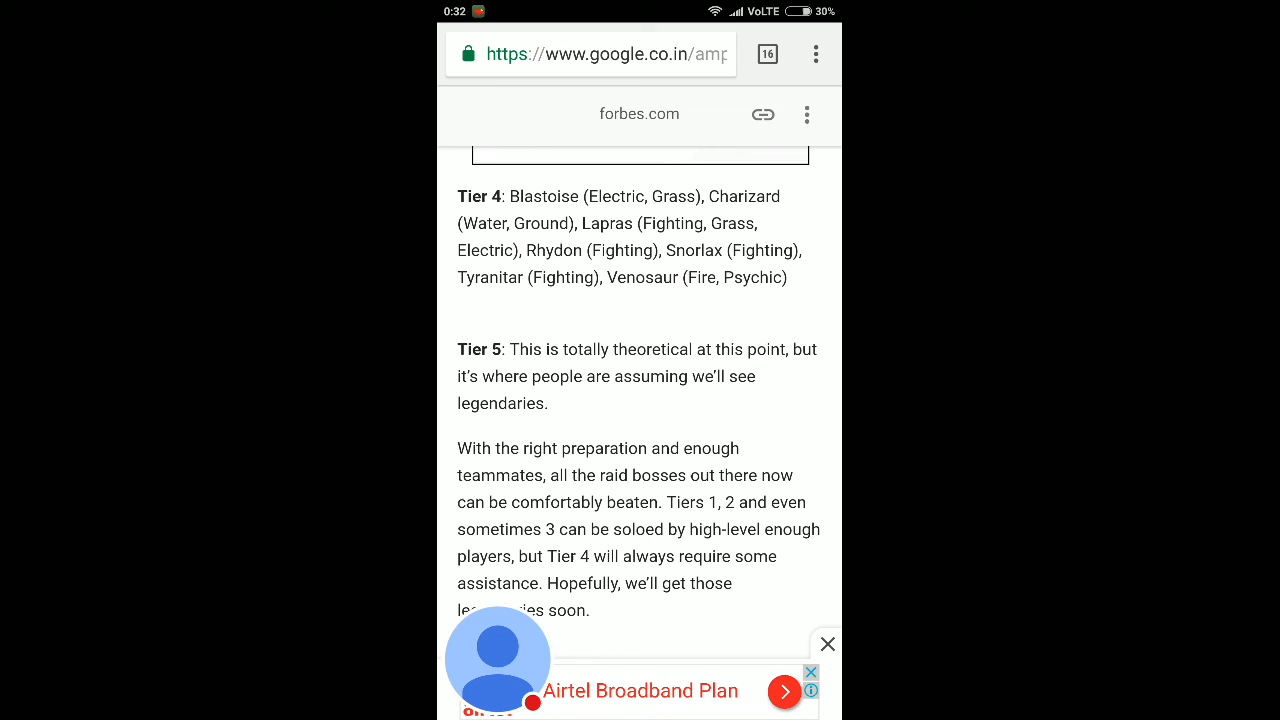 0:32
VoLTE
30%
https://www.google.co.in/amp
16
forbes.com
Tier 4: Blastoise (Electric, Grass), Charizard
(Water, Ground), Lapras (Fighting, Grass,
Electric), Rhydon (Fighting), Snorlax (Fighting),
Tyranitar (Fighting), Venosaur (Fire, Psychic)
Tier 5: This is totally theoretical at this point, but
it's where people are assuming we'll see
legendaries.
With the right preparation and enough
teammates, all the raid bosses out there now
can be comfortably beaten. Tiers 1, 2 and even
sometimes 3 can be soloed by high-level enough
players, but Tier 4 will always require some
assistance. Hopefully, we'll get those
soon.
Airtel Broadband Plan